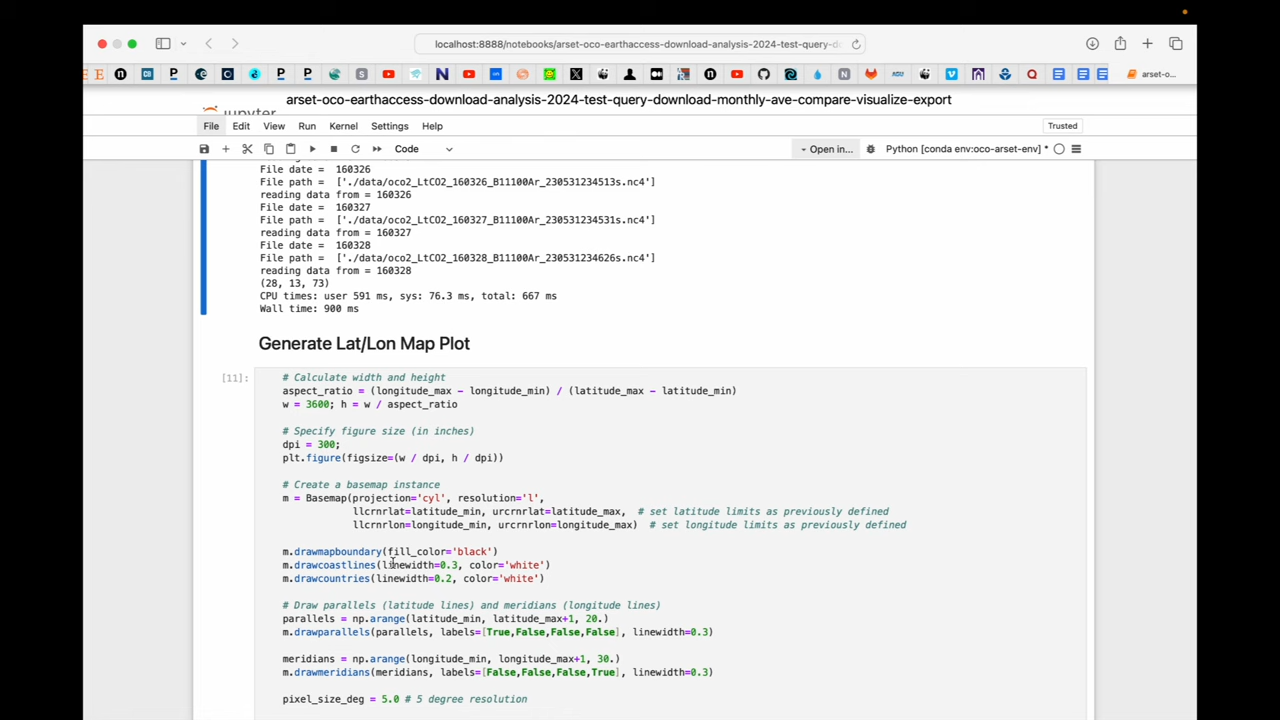 localhost:8888/notebooks/arset-oco-earthaccess-download-analysis-2024-test-query-d
arset-o...
arset-oco-earthaccess-download-analysis-2024-test-query-download-monthly-ave-compare-visualize-export
jupyter
File Edit View Run Kernel Settings Help
Trusted
Code
Open in...
Python [conda env:oco-arset-env] *
File date =  160326
File path =  ['./data/oco2_LtCO2_160326_B11100Ar_230531234513s.nc4']
reading data from = 160326
File date =  160327
File path =  ['./data/oco2_LtCO2_160327_B11100Ar_230531234531s.nc4']
reading data from = 160327
File date =  160328
File path =  ['./data/oco2_LtCO2_160328_B11100Ar_230531234626s.nc4']
reading data from = 160328
(28, 13, 73)
CPU times: user 591 ms, sys: 76.3 ms, total: 667 ms
Wall time: 900 ms
Generate Lat/Lon Map Plot
[11]:
# Calculate width and height
aspect_ratio = (longitude_max - longitude_min) / (latitude_max - latitude_min)
w = 3600; h = w / aspect_ratio
# Specify figure size (in inches)
dpi = 300;
plt.figure(figsize=(w / dpi, h / dpi))
# Create a basemap instance
m = Basemap(projection='cyl', resolution='l',
llcrnrlat=latitude_min, urcrnrlat=latitude_max,  # set latitude limits as previously defined
llcrnrlon=longitude_min, urcrnrlon=longitude_max)  # set longitude limits as previously defined
m.drawmapboundary(fill_color='black')
m.drawcoastlines(linewidth=0.3, color='white')
m.drawcountries(linewidth=0.2, color='white')
# Draw parallels (latitude lines) and meridians (longitude lines)
parallels = np.arange(latitude_min, latitude_max+1, 20.)
m.drawparallels(parallels, labels=[True,False,False,False], linewidth=0.3)
meridians = np.arange(longitude_min, longitude_max+1, 30.)
m.drawmeridians(meridians, labels=[False,False,False,True], linewidth=0.3)
pixel_size_deg = 5.0 # 5 degree resolution